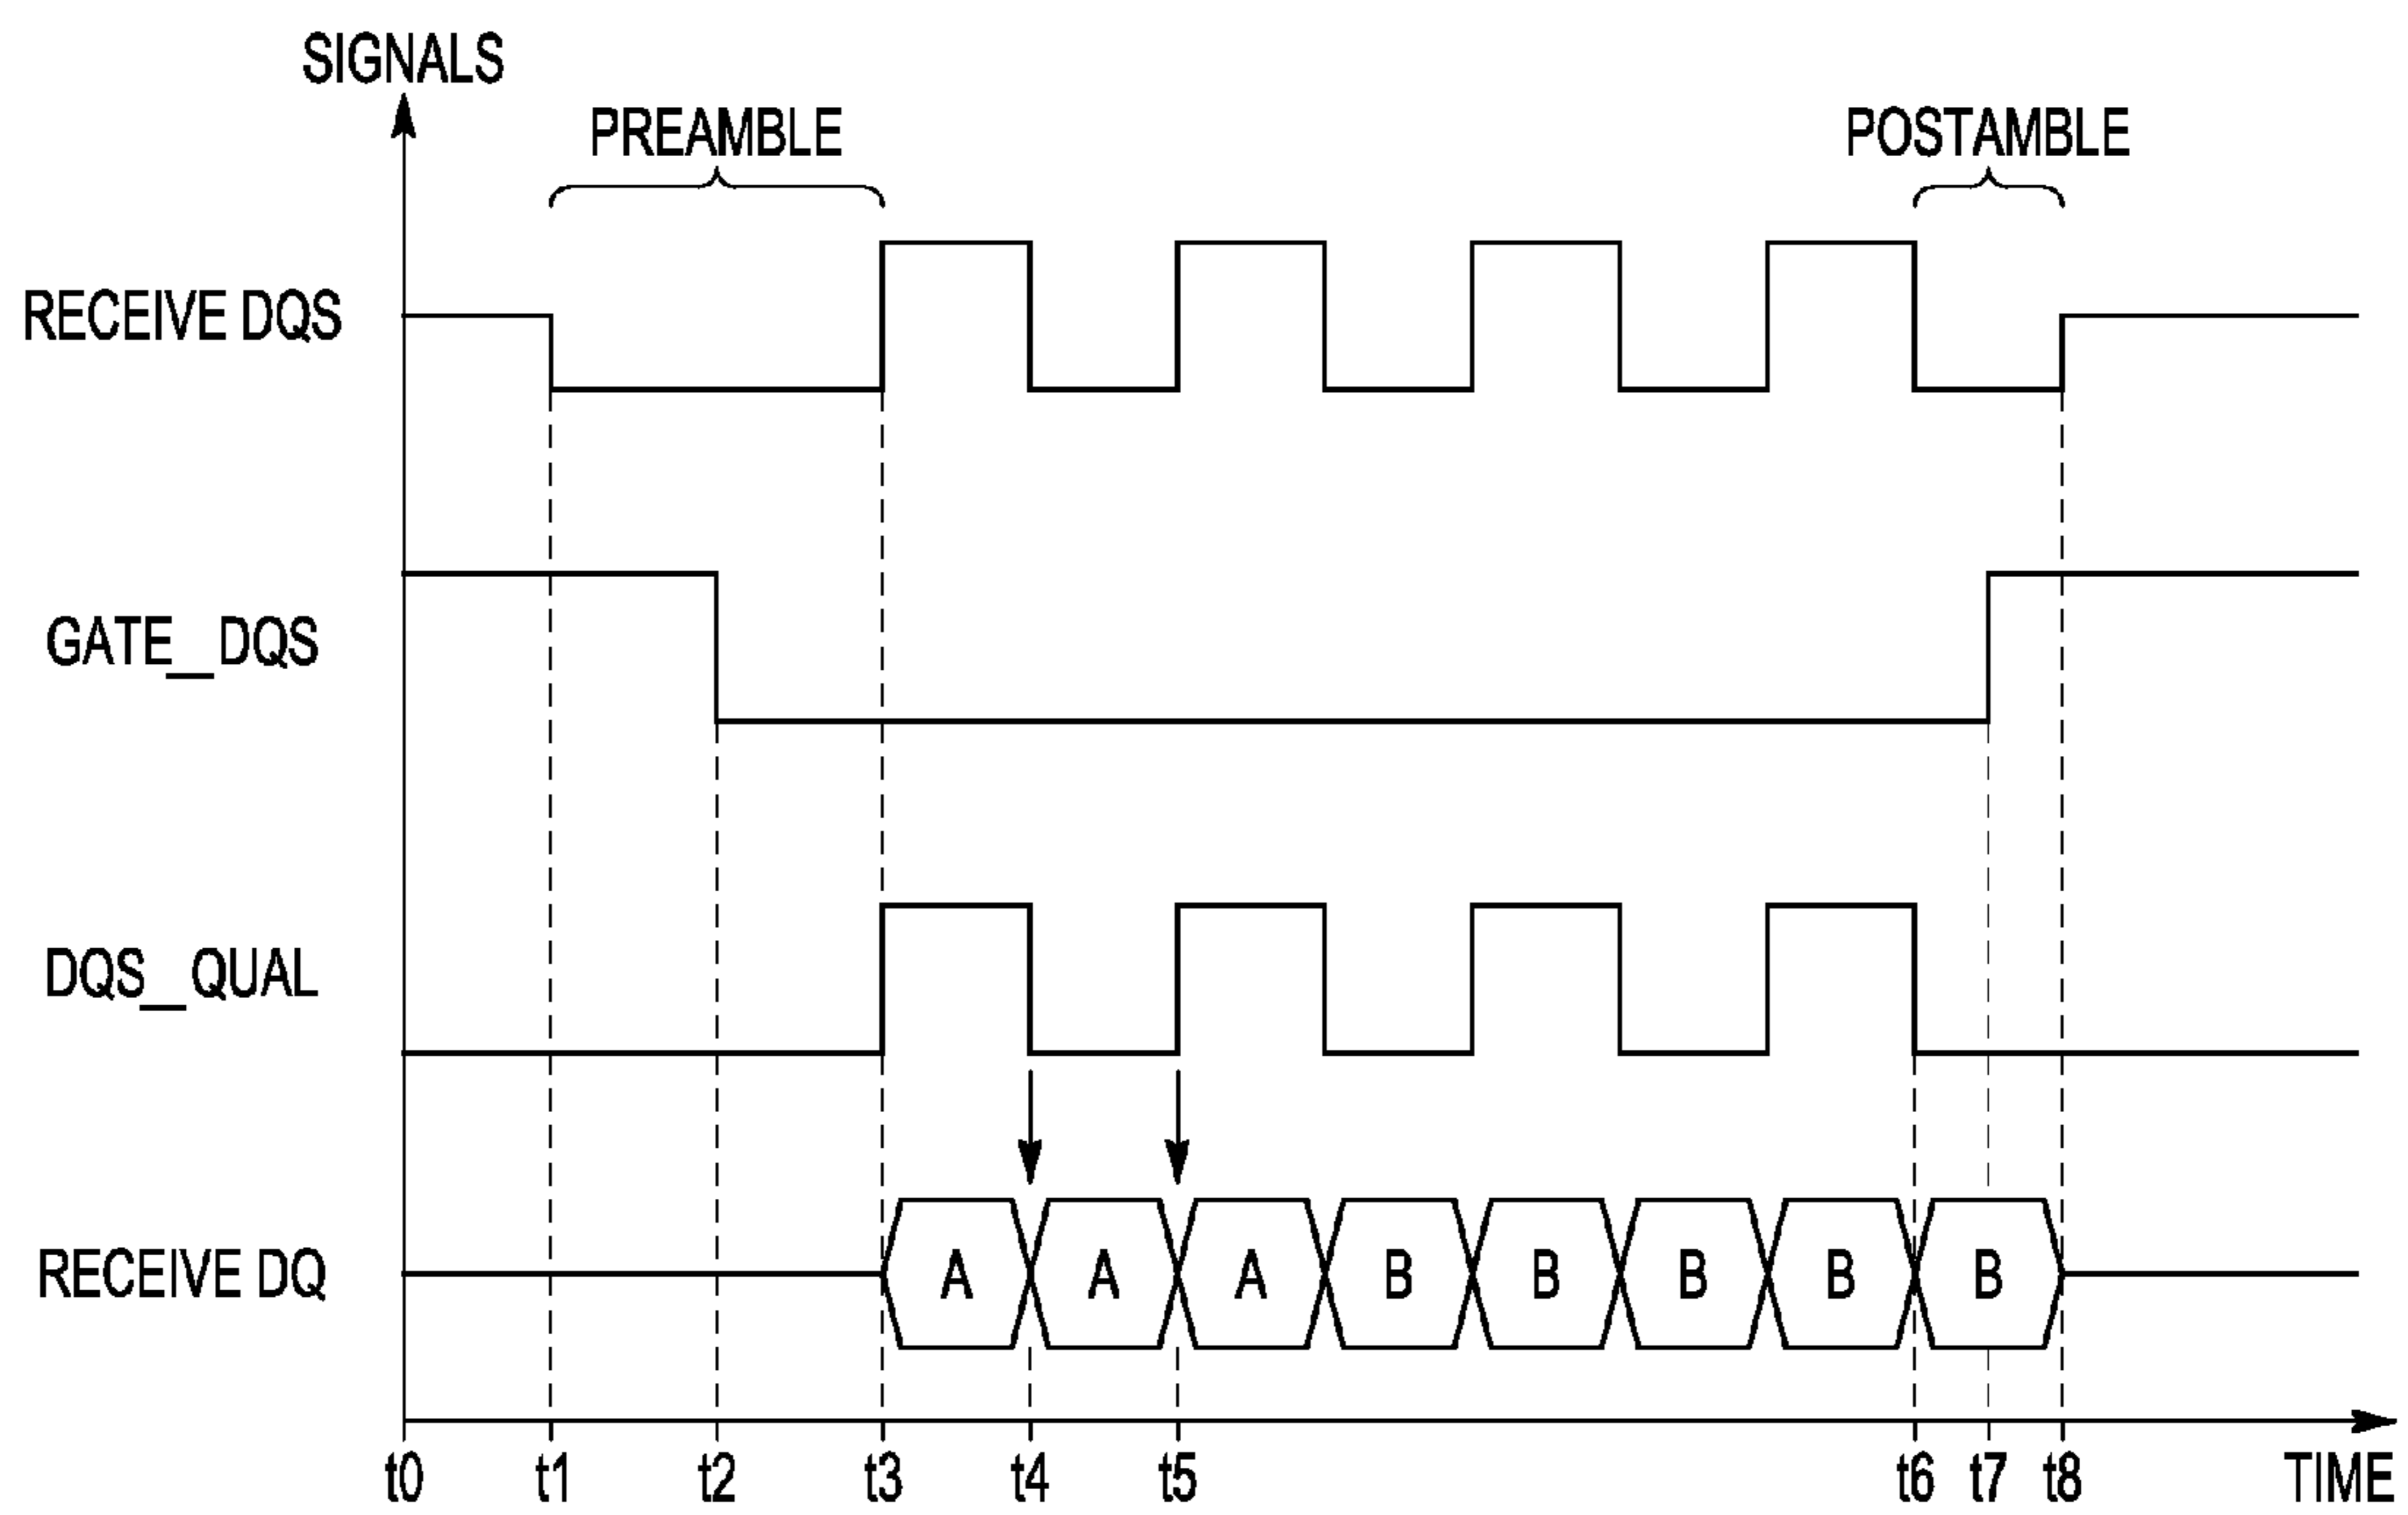 SIGNALS
PREAMBLE POSTAMBLE
RECEIVE DQS
GATE_DQS
DQS_QUAL
RECEIVE DQ A A A B B B B B
t0 t1 t2 t3 t4 t5 t6 t7 t8 TIME